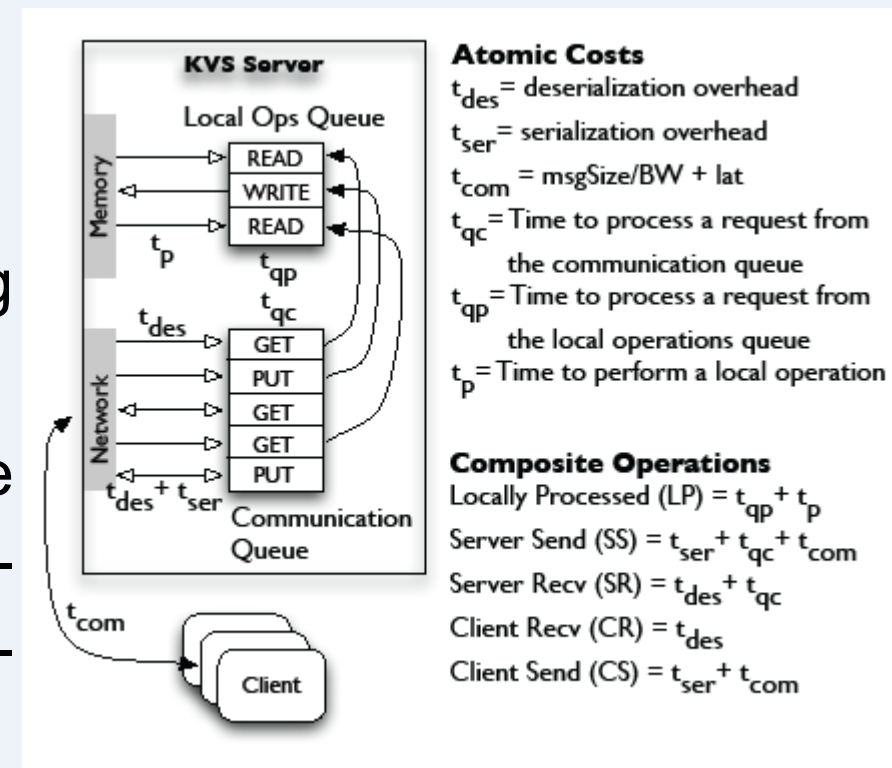 KVS Server
Local Ops Queue
READ
WRITE
READ
Memory
t_p
t_qp
t_qc
t_des
GET
PUT
GET
GET
PUT
Network
t_des + t_ser
Communication
Queue
t_com
Client
Atomic Costs
t_des = deserialization overhead
t_ser = serialization overhead
t_com = msgSize/BW + lat
t_qc = Time to process a request from
the communication queue
t_qp = Time to process a request from
the local operations queue
t_p = Time to perform a local operation
Composite Operations
Locally Processed (LP) = t_qp + t_p
Server Send (SS) = t_ser + t_qc + t_com
Server Recv (SR) = t_des + t_qc
Client Recv (CR) = t_des
Client Send (CS) = t_ser + t_com
g
e